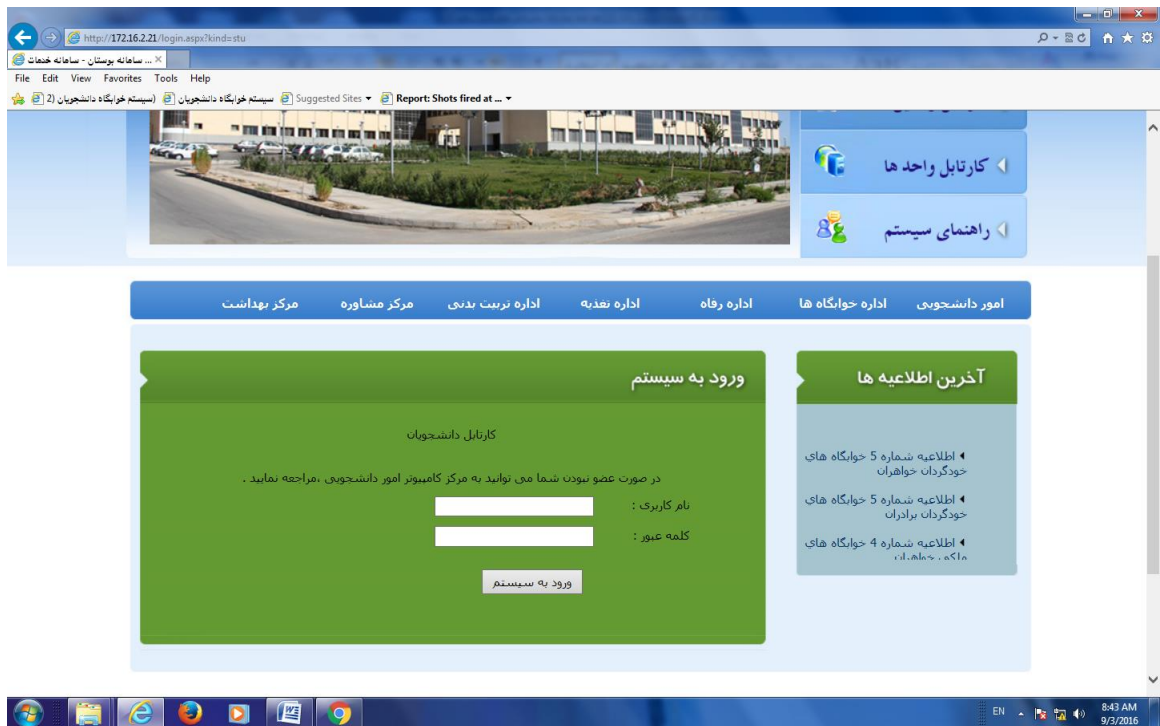 http://172.16.2.21/login.aspx?kind=stu
سامانه بوستان - سامانه خدمات ...
File Edit View Favorites Tools Help
سیستم خوابگاه دانشجویان (2)
سیستم خوابگاه دانشجویان
Suggested Sites
Report: Shots fired at ...
کارتابل واحد ها
راهنمای سیستم
امور دانشجویی اداره خوابگاه ها اداره رفاه اداره تغذیه اداره تربیت بدنی مرکز مشاوره مرکز بهداشت
آخرین اطلاعیه ها
اطلاعیه شماره 5 خوابگاه های
خودگردان خواهران
اطلاعیه شماره 5 خوابگاه های
خودگردان برادران
اطلاعیه شماره 4 خوابگاه های
ملکی خواهران
ورود به سیستم
کارتابل دانشجویان
در صورت عضو نبودن شما می توانید به مرکز کامپیوتر امور دانشجویی ،مراجعه نمایید .
نام کاربری :
کلمه عبور :
ورود به سیستم
EN
8:43 AM
9/3/2016